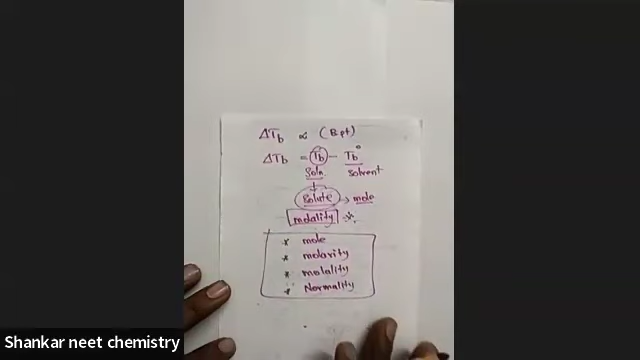 ΔTb ∝ (B.pt)
ΔTb = Tb - Tb°
Soln. Solvent
Solute → mole
molality
* mole
* molarity
* molality
* Normality
Shankar neet chemistry